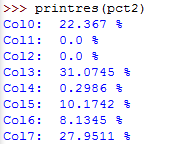 >>> printres(pct2)
Col0:  22.367 %
Col1:  0.0 %
Col2:  0.0 %
Col3:  31.0745 %
Col4:  0.2986 %
Col5:  10.1742 %
Col6:  8.1345 %
Col7:  27.9511 %